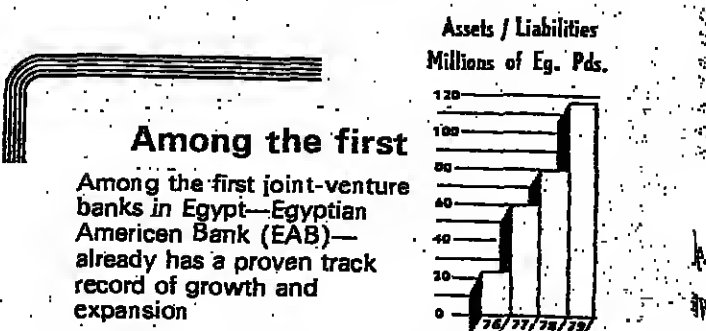 Among the first
Among the first joint-venture
banks in Egypt—Egyptian
Americen Bank (EAB)—
already has a proven track
record of growth and
expansion
Assets / Liabilities
Millions of Eg. Pds.
120
100
80
60
40
20
0
76/77/78/79/